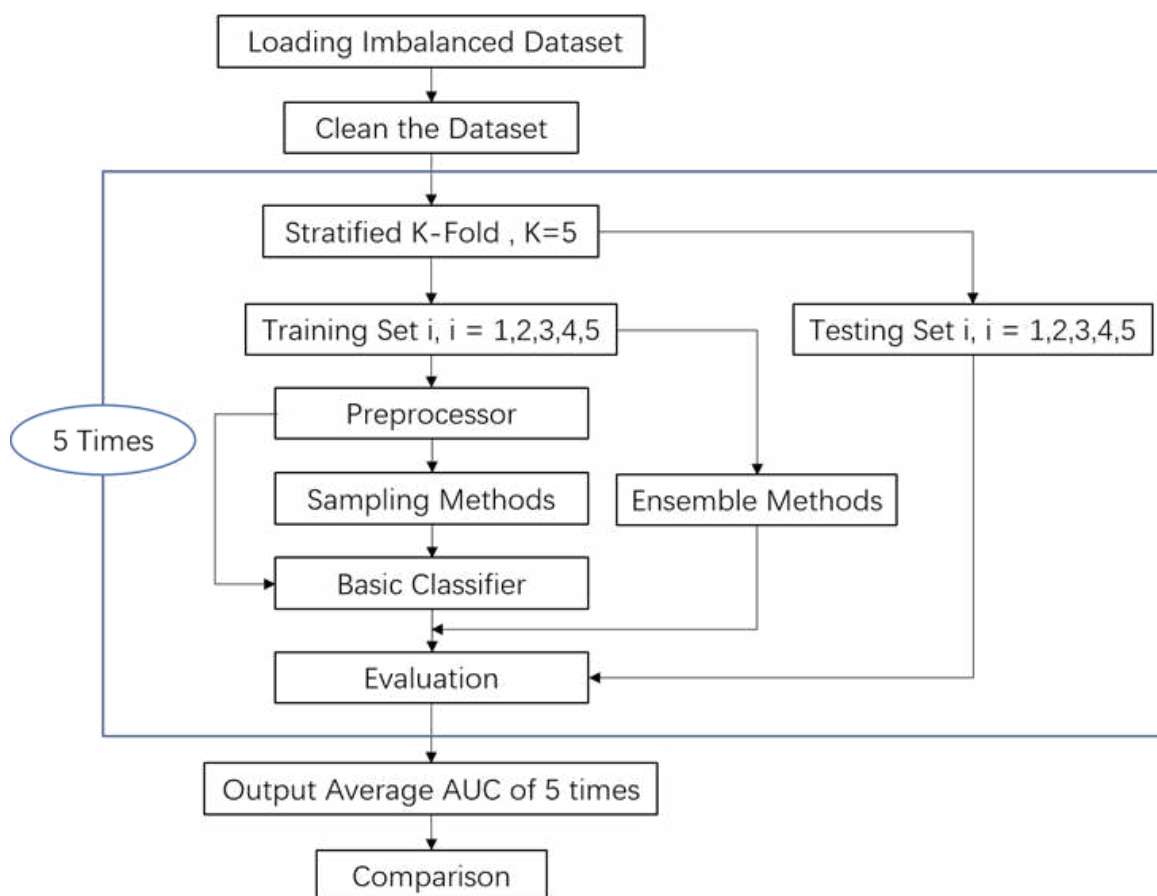 Loading Imbalanced Dataset
Clean the Dataset
Stratified K-Fold , K=5
Training Set i, i = 1,2,3,4,5
Testing Set i, i = 1,2,3,4,5
Preprocessor
5 Times
Sampling Methods
Ensemble Methods
Basic Classifier
Evaluation
Output Average AUC of 5 times
Comparison